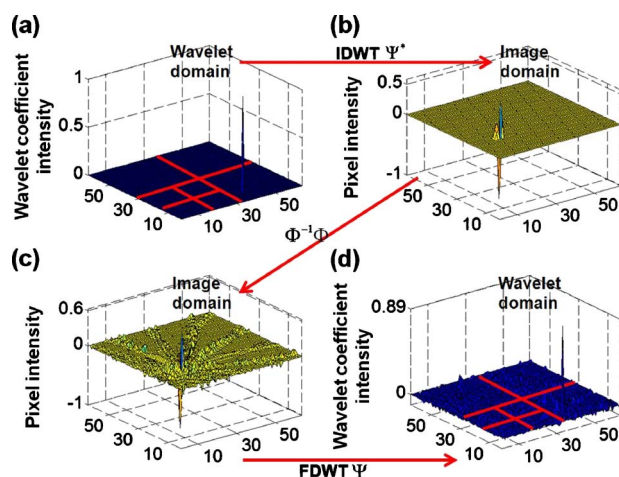 (a)
Wavelet
domain
Wavelet coefficient
intensity
1
0.5
0
50
30
10
10
30
50
IDWT Ψ*
(b)
Image
domain
Pixel intensity
0.5
0
-1
50
30
10
10
30
50
Φ⁻¹Φ
(c)
Image
domain
Pixel intensity
0.6
0
-1
50
30
10
10
30
50
FDWT Ψ
(d)
Wavelet
domain
Wavelet coefficient
intensity
0.89
0
50
30
10
10
30
50